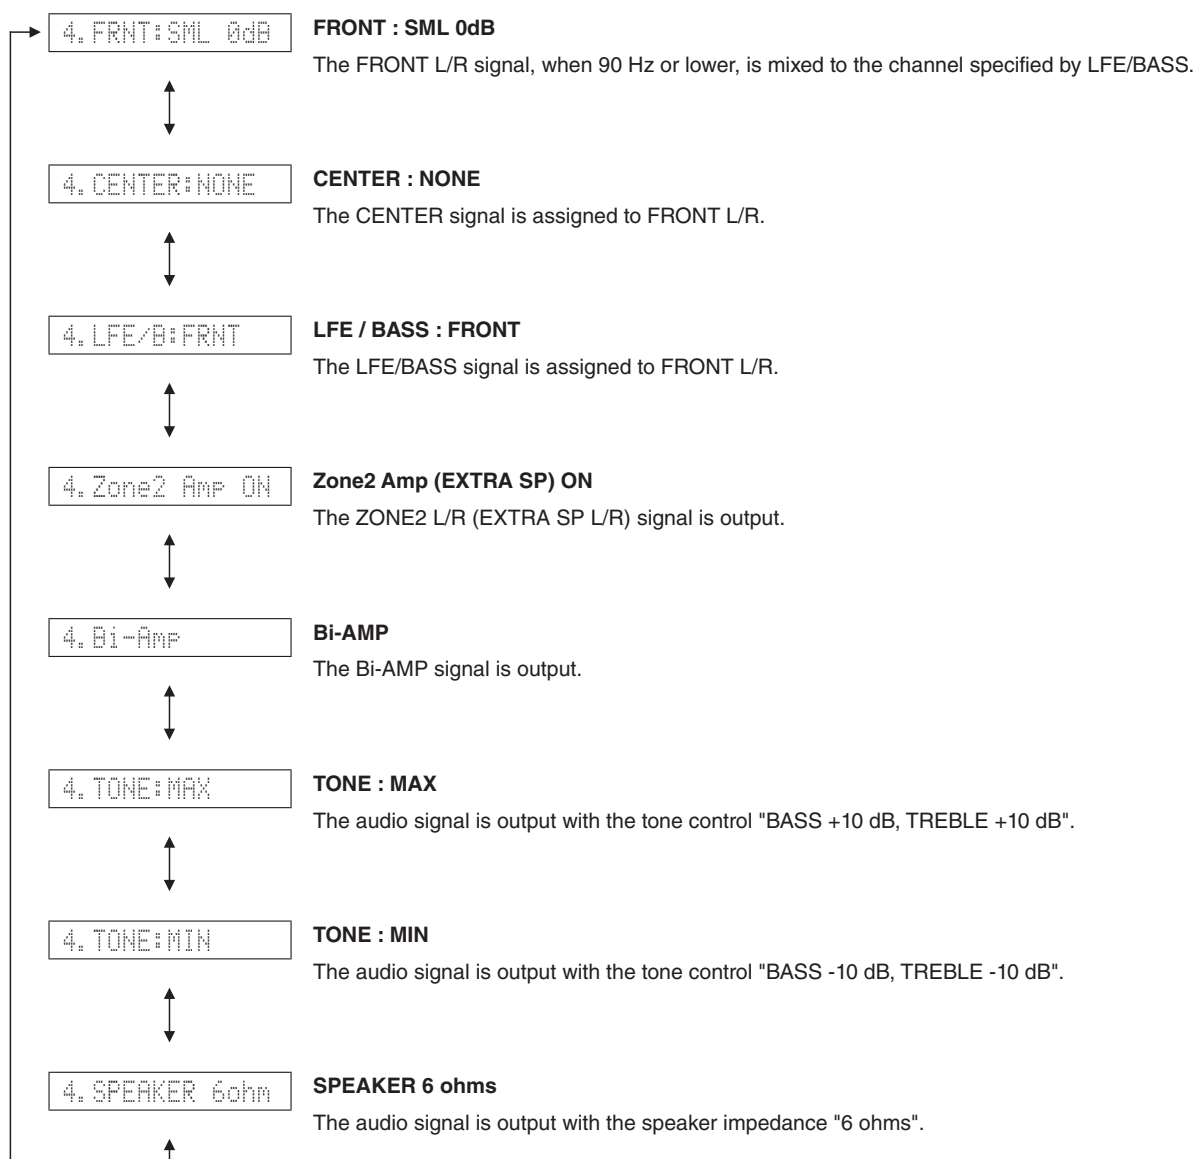 4.FRNT:SML 0dB
FRONT : SML 0dB
The FRONT L/R signal, when 90 Hz or lower, is mixed to the channel specified by LFE/BASS.
4.CENTER:NONE
CENTER : NONE
The CENTER signal is assigned to FRONT L/R.
4.LFE/B:FRNT
LFE / BASS : FRONT
The LFE/BASS signal is assigned to FRONT L/R.
4.Zone2 Amp ON
Zone2 Amp (EXTRA SP) ON
The ZONE2 L/R (EXTRA SP L/R) signal is output.
4.Bi-Amp
Bi-AMP
The Bi-AMP signal is output.
4.TONE:MAX
TONE : MAX
The audio signal is output with the tone control "BASS +10 dB, TREBLE +10 dB".
4.TONE:MIN
TONE : MIN
The audio signal is output with the tone control "BASS -10 dB, TREBLE -10 dB".
4.SPEAKER 6ohm
SPEAKER 6 ohms
The audio signal is output with the speaker impedance "6 ohms".